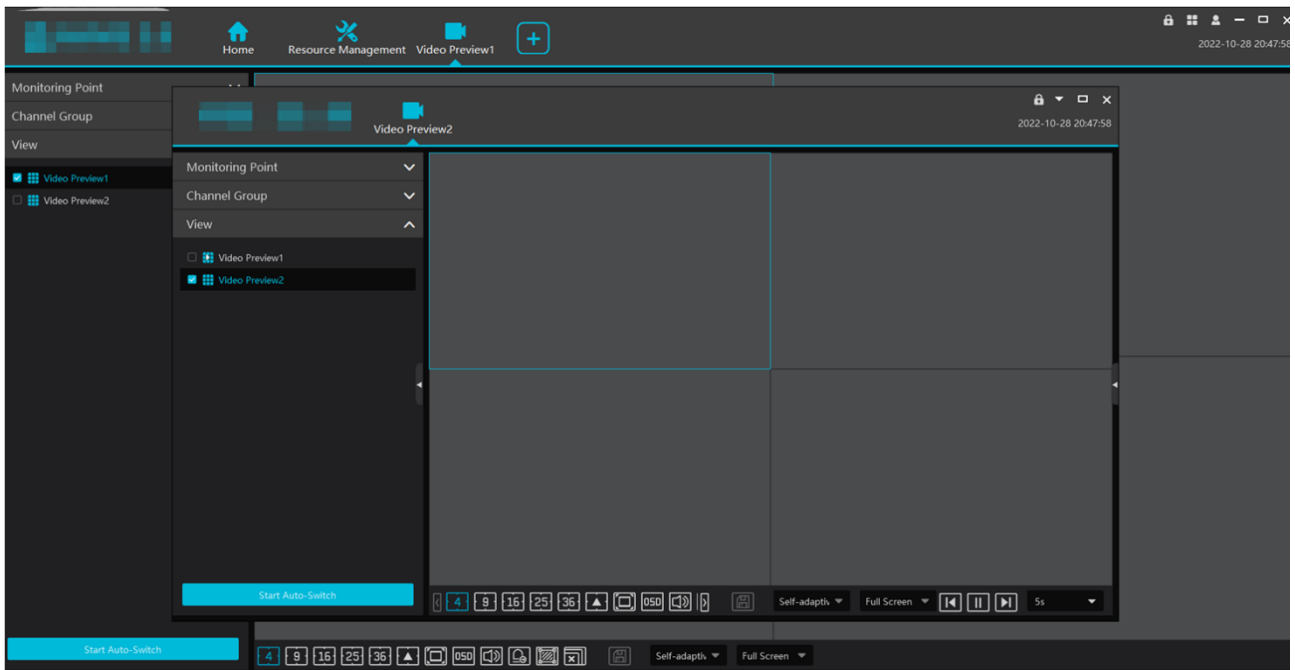 Home
Resource Management
Video Preview1
2022-10-28 20:47:58
Monitoring Point
Channel Group
View
Video Preview1
Video Preview2
Start Auto-Switch
4 9 16 25 36 OSD
Self-adaptiv
Full Screen
Video Preview2
2022-10-28 20:47:58
Monitoring Point
Channel Group
View
Video Preview1
Video Preview2
Start Auto-Switch
4 9 16 25 36 OSD
Self-adaptiv
Full Screen
5s